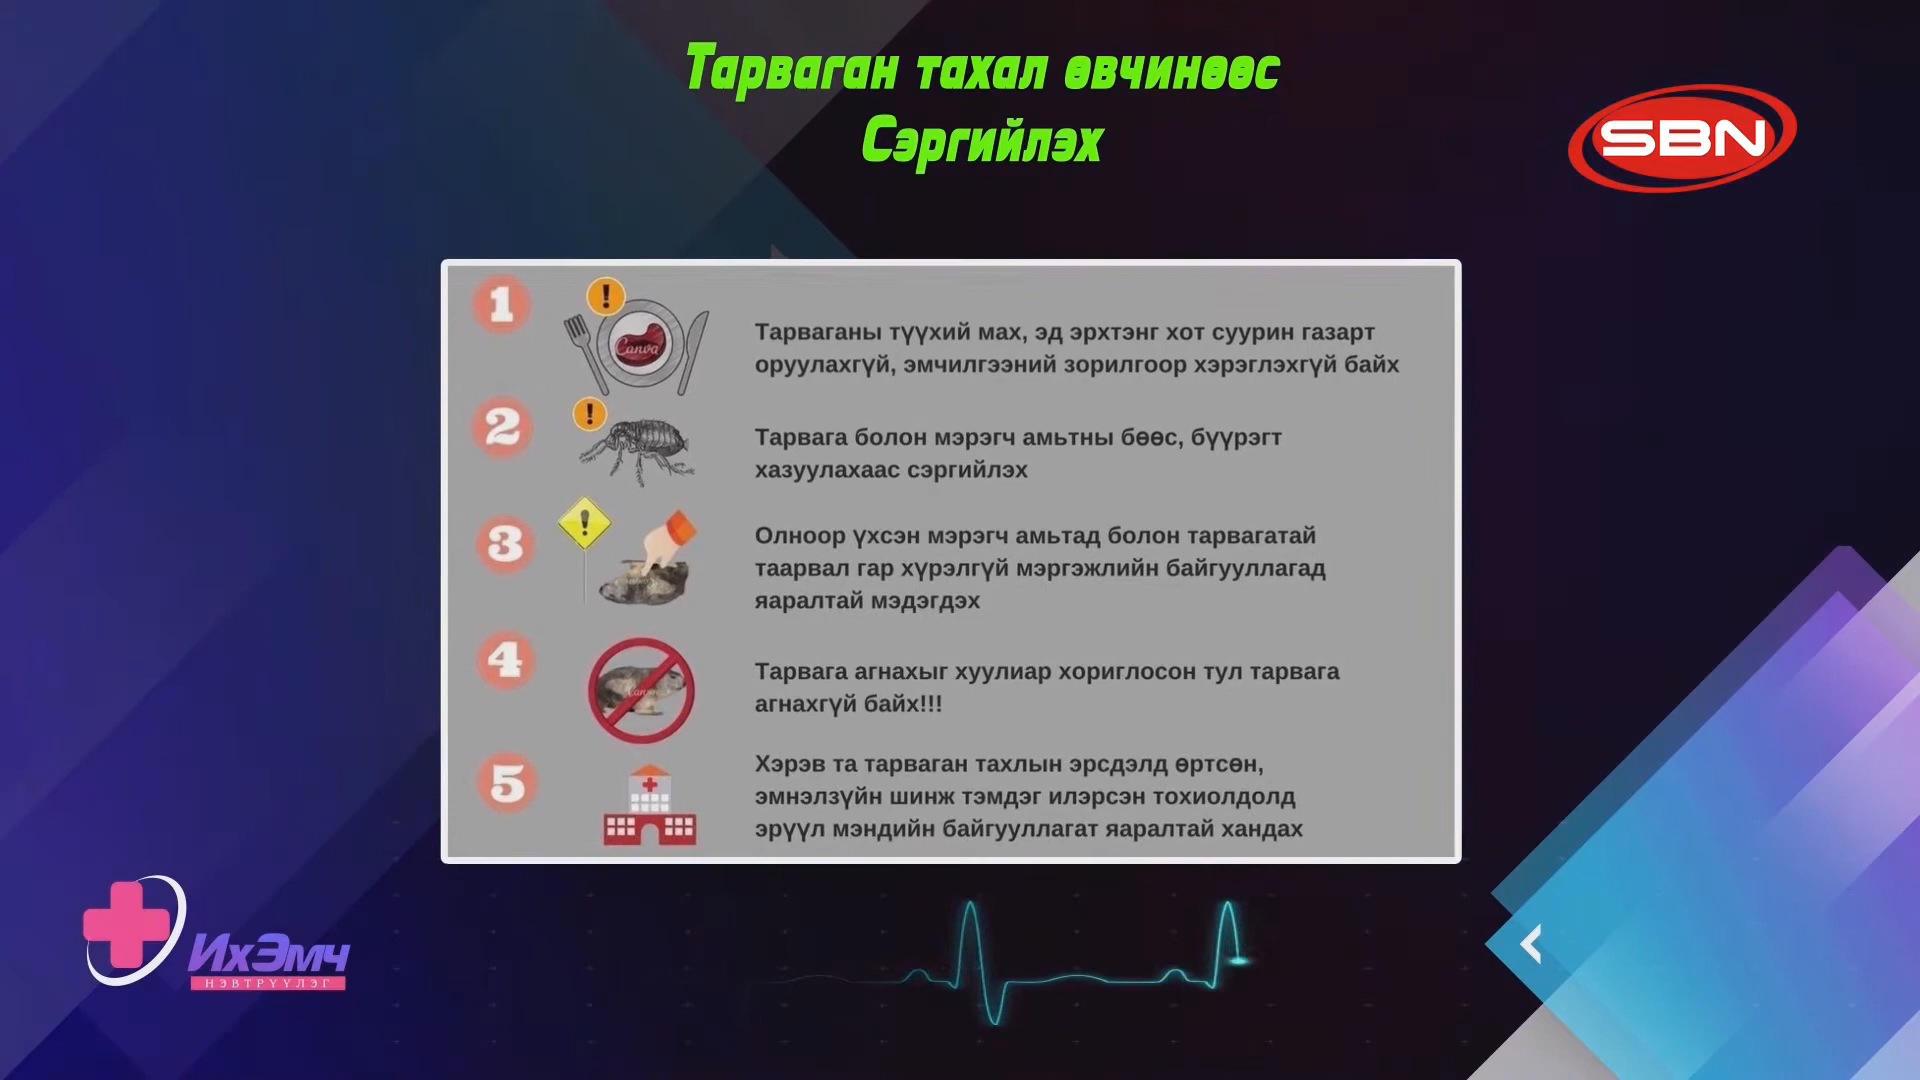 Тарваган тахал өвчинөөс
Сэргийлэх
SBN
1
!
Canva
Тарваганы түүхий мах, эд эрхтэнг хот суурин газарт
оруулахгүй, эмчилгээний зорилгоор хэрэглэхгүй байх
2
!
Тарвага болон мэрэгч амьтны бөөс, бүүрэгт
хазуулахаас сэргийлэх
3
!
Олноор үхсэн мэрэгч амьтад болон тарвагатай
таарвал гар хүрэлгүй мэргэжлийн байгууллагад
яаралтай мэдэгдэх
4
Canva
Тарвага агнахыг хуулиар хориглосон тул тарвага
агнахгүй байх!!!
5
Хэрэв та тарваган тахлын эрсдэлд өртсөн,
эмнэлзүйн шинж тэмдэг илэрсэн тохиолдолд
эрүүл мэндийн байгууллагат яаралтай хандах
ИхЭмч
НЭВТРҮҮЛЭГ